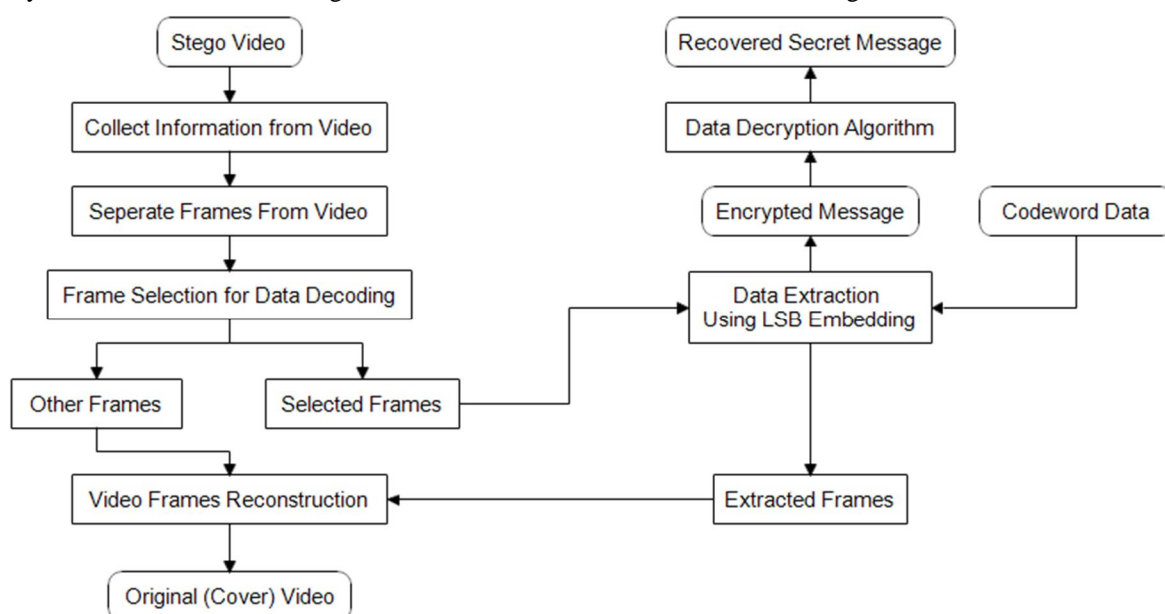 Stego Video
Recovered Secret Message
Collect Information from Video
Data Decryption Algorithm
Seperate Frames From Video
Encrypted Message
Codeword Data
Frame Selection for Data Decoding
Data Extraction
Using LSB Embedding
Other Frames
Selected Frames
Video Frames Reconstruction
Extracted Frames
Original (Cover) Video